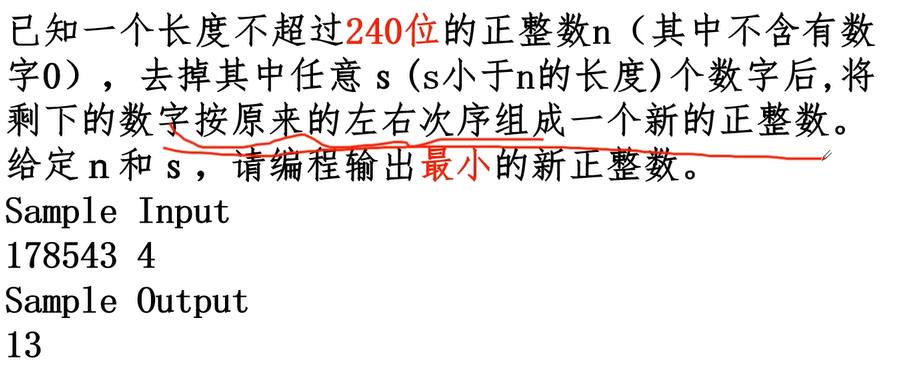 已知一个长度不超过240位的正整数n（其中不含有数
字0），去掉其中任意 s (s小于n的长度)个数字后,将
剩下的数字按原来的左右次序组成一个新的正整数。
给定 n 和 s ，请编程输出最小的新正整数。
Sample Input
178543 4
Sample Output
13